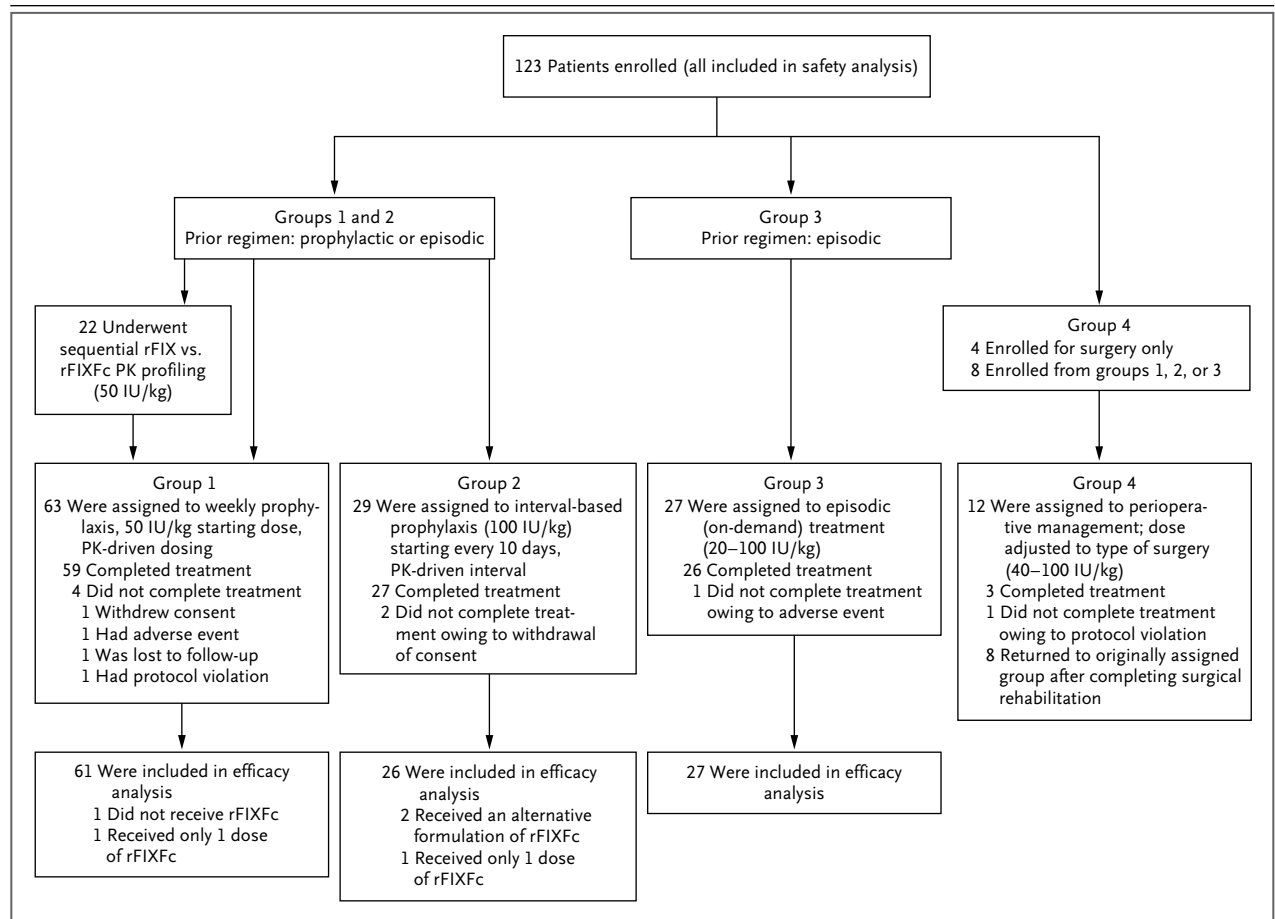 123 Patients enrolled (all included in safety analysis)
Groups 1 and 2
Prior regimen: prophylactic or episodic
Group 3
Prior regimen: episodic
22 Underwent
sequential rFIX vs.
rFIXFc PK profiling
(50 IU/kg)
Group 4
4 Enrolled for surgery only
8 Enrolled from groups 1, 2, or 3
Group 1
63 Were assigned to weekly prophy-
laxis, 50 IU/kg starting dose,
PK-driven dosing
59 Completed treatment
4 Did not complete treatment
1 Withdrew consent
1 Had adverse event
1 Was lost to follow-up
1 Had protocol violation
Group 2
29 Were assigned to interval-based
prophylaxis (100 IU/kg)
starting every 10 days,
PK-driven interval
27 Completed treatment
2 Did not complete treat-
ment owing to withdrawal
of consent
Group 3
27 Were assigned to episodic
(on-demand) treatment
(20–100 IU/kg)
26 Completed treatment
1 Did not complete treatment
owing to adverse event
Group 4
12 Were assigned to periopera-
tive management; dose
adjusted to type of surgery
(40–100 IU/kg)
3 Completed treatment
1 Did not complete treatment
owing to protocol violation
8 Returned to originally assigned
group after completing surgical
rehabilitation
61 Were included in efficacy
analysis
1 Did not receive rFIXFc
1 Received only 1 dose
of rFIXFc
26 Were included in efficacy
analysis
2 Received an alternative
formulation of rFIXFc
1 Received only 1 dose
of rFIXFc
27 Were included in efficacy
analysis